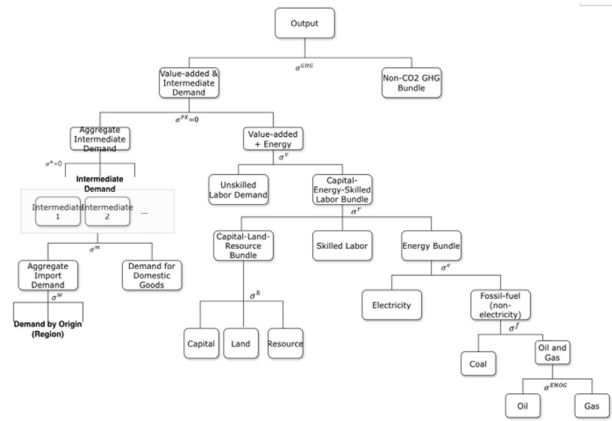 Output
σ^GHG
Value-added &
Intermediate
Demand
Non-CO2 GHG
Bundle
σ^PX=0
Aggregate
Intermediate
Demand
Value-added
+ Energy
σ^n=0
σ^v
Intermediate
Demand
Unskilled
Labor Demand
Capital-
Energy-Skilled
Labor Bundle
Intermediate
1
Intermediate
2
...
σ^r
Capital-Land-
Resource
Bundle
Skilled Labor
Energy Bundle
σ^m
Aggregate
Import
Demand
Demand for
Domestic
Goods
σ^e
σ^w
σ^k
Electricity
Fossil-fuel
(non-
electricity)
Demand by Origin
(Region)
σ^f
Capital
Land
Resource
Coal
Oil and
Gas
σ^ENOG
Oil
Gas